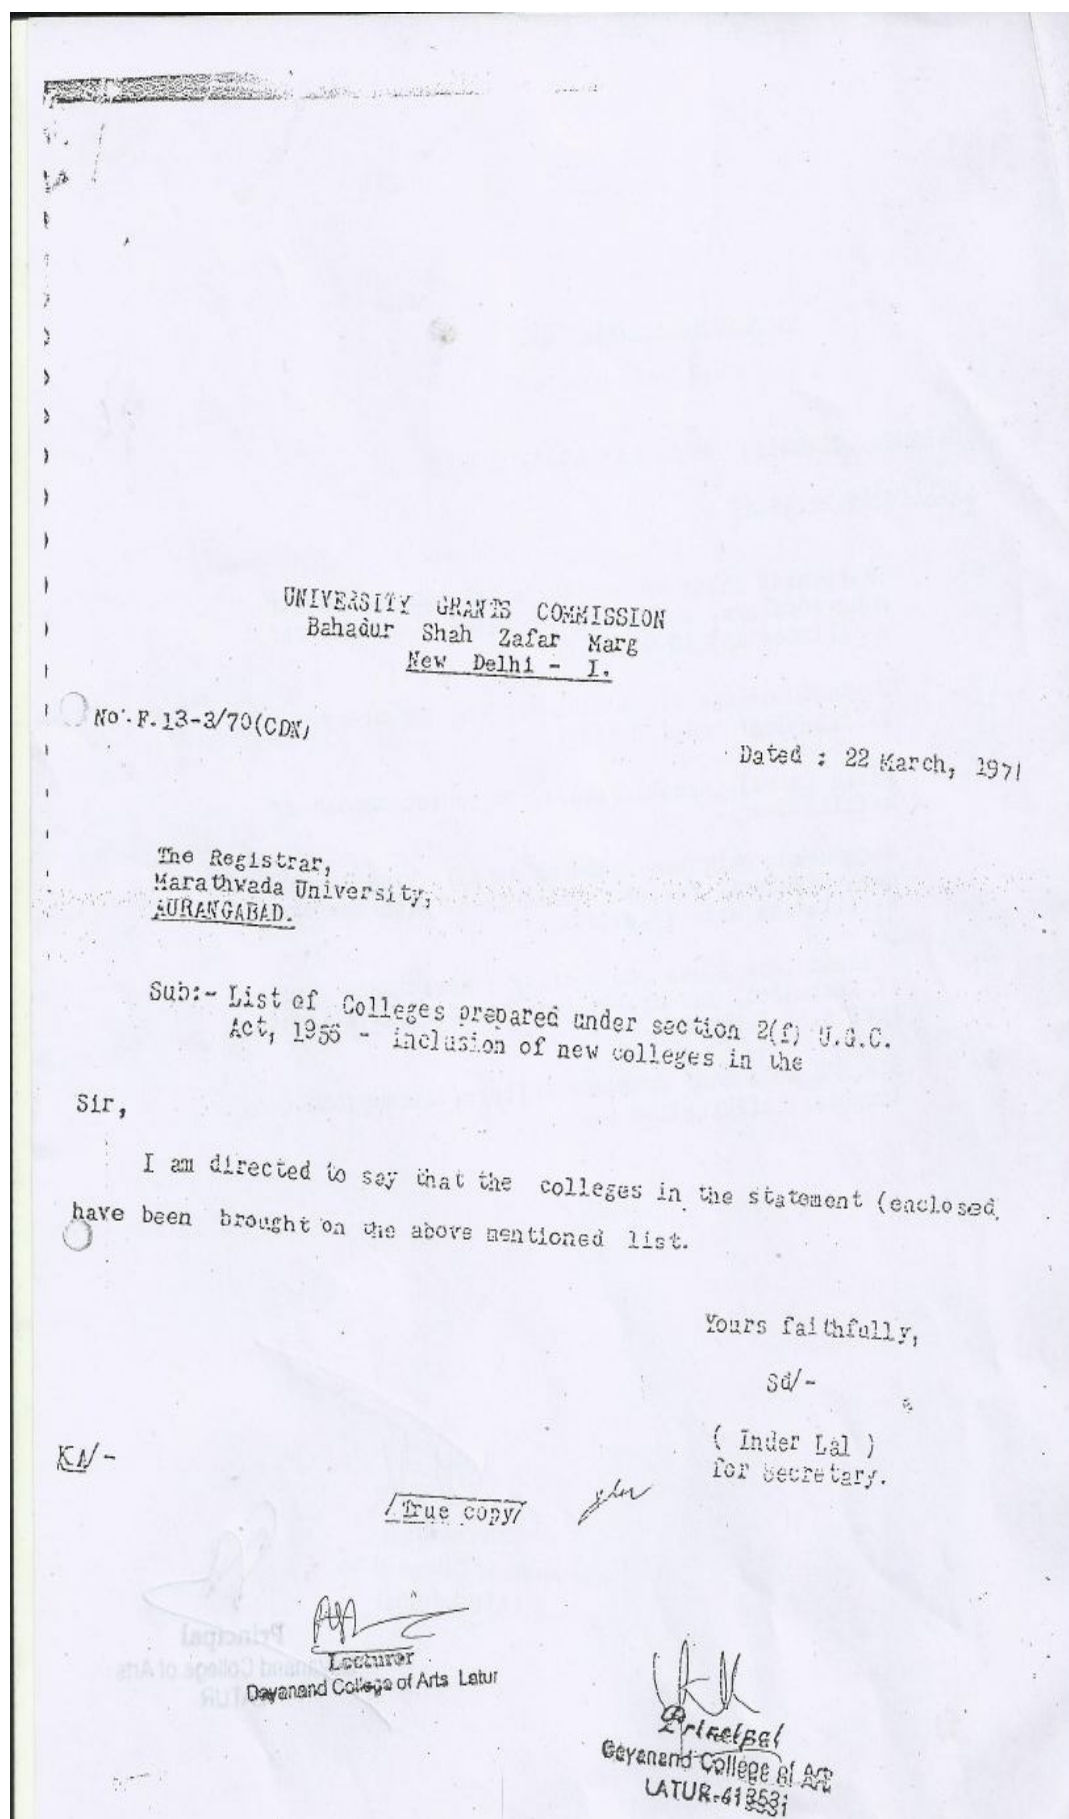 UNIVERSITY GRANTS COMMISSION
Bahadur Shah Zafar Marg
New Delhi - I.
No. F. 13-3/70(CDN)
Dated : 22 March, 1971
The Registrar,
Marathwada University,
AURANGABAD.
Sub:- List of Colleges prepared under section 2(f) U.G.C.
Act, 1956 - inclusion of new colleges in the
Sir,
I am directed to say that the colleges in the statement (enclosed
have been brought on the above mentioned list.
Yours faithfully,
Sd/-
( Inder Lal )
for Secretary.
/True copy/
Lecturer
Dayanand College of Arts Latur
Principal
Dayanand College of Art
LATUR-413531